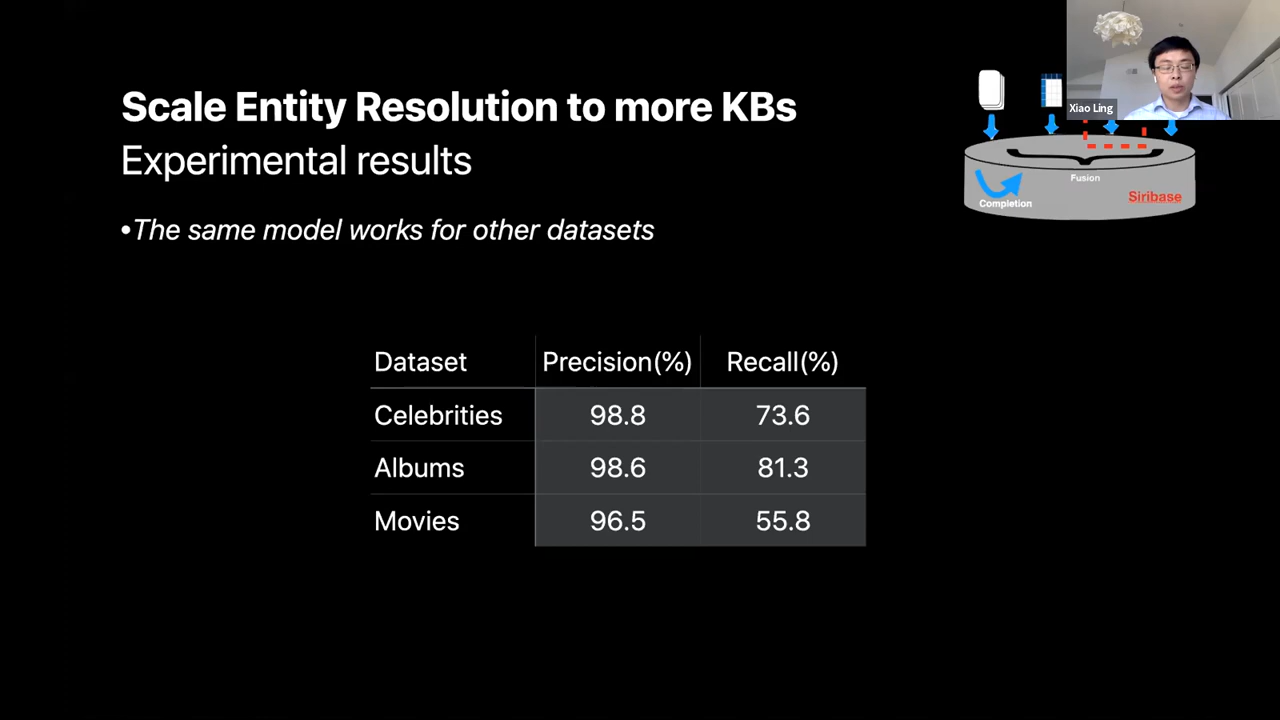 Scale Entity Resolution to more KBs
Experimental results
•The same model works for other datasets
Xiao Ling
Fusion
Completion
Siribase
Dataset Precision(%) Recall(%)
Celebrities 98.8 73.6
Albums 98.6 81.3
Movies 96.5 55.8